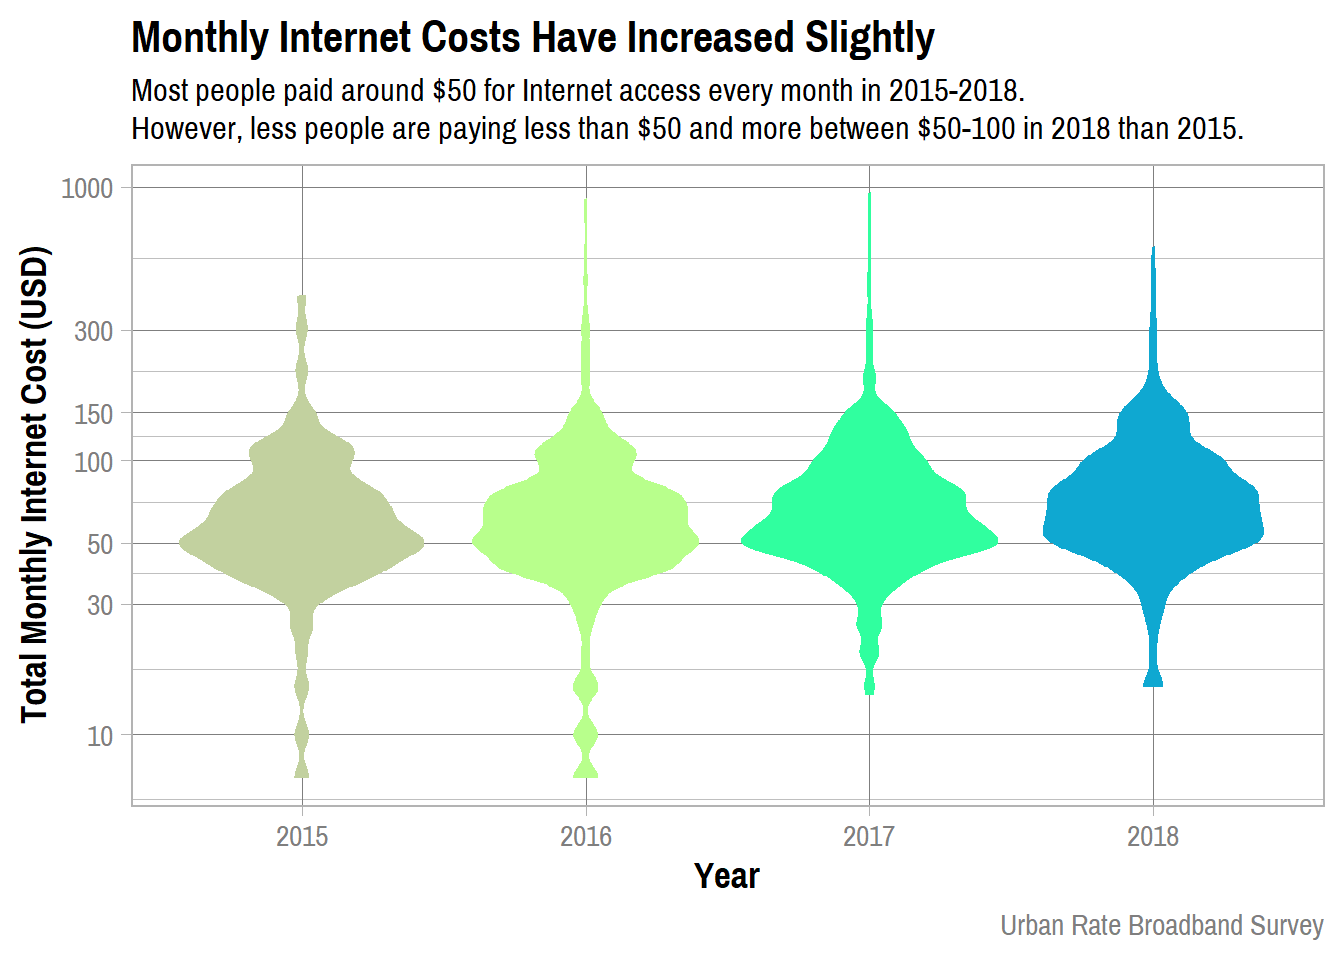 Monthly Internet Costs Have Increased Slightly
Most people paid around $50 for Internet access every month in 2015-2018.
However, less people are paying less than $50 and more between $50-100 in 2018 than 2015.
Total Monthly Internet Cost (USD)
1000
300
150
100
50
30
10
2015 2016 2017 2018
Year
Urban Rate Broadband Survey